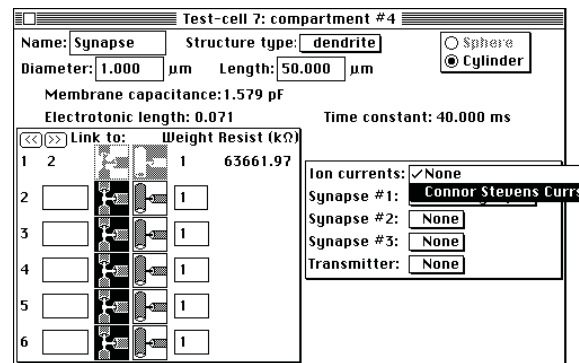 Test-cell 7: compartment #4
Name: Synapse Structure type: dendrite Sphere
Diameter: 1.000 µm Length: 50.000 µm Cylinder
Membrane capacitance: 1.579 pF
Electrotonic length: 0.071 Time constant: 40.000 ms
<< >> Link to: Weight Resist (kΩ)
1 2 1 63661.97
2 1
3 1
4 1
5 1
6 1
Ion currents: ✓None
Connor Stevens Currs
Synapse #1:
Synapse #2: None
Synapse #3: None
Transmitter: None